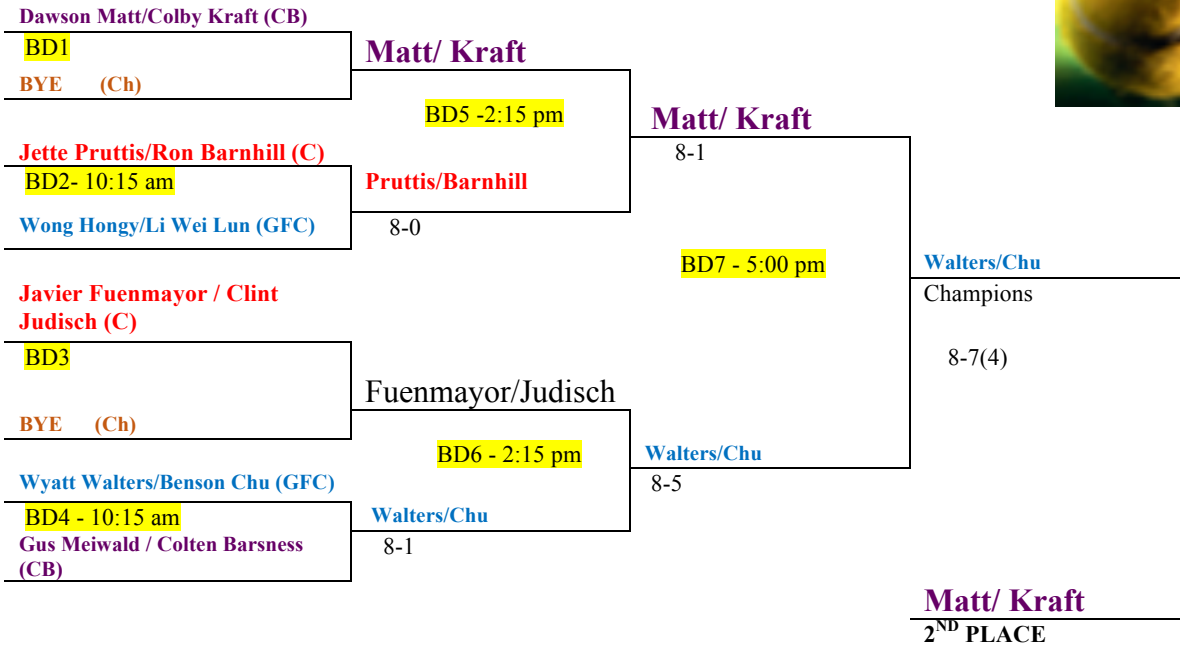 Dawson Matt/Colby Kraft (CB)
BD1
BYE (Ch)
Matt/ Kraft
BD5 -2:15 pm
Matt/ Kraft
8-1
Jette Pruttis/Ron Barnhill (C)
BD2- 10:15 am
Wong Hongy/Li Wei Lun (GFC)
Pruttis/Barnhill
8-0
BD7 - 5:00 pm
Walters/Chu
Champions
8-7(4)
Javier Fuenmayor / Clint
Judisch (C)
BD3
BYE (Ch)
Fuenmayor/Judisch
BD6 - 2:15 pm
Walters/Chu
8-5
Wyatt Walters/Benson Chu (GFC)
BD4 - 10:15 am
Gus Meiwald / Colten Barsness
(CB)
Walters/Chu
8-1
Matt/ Kraft
2ND PLACE